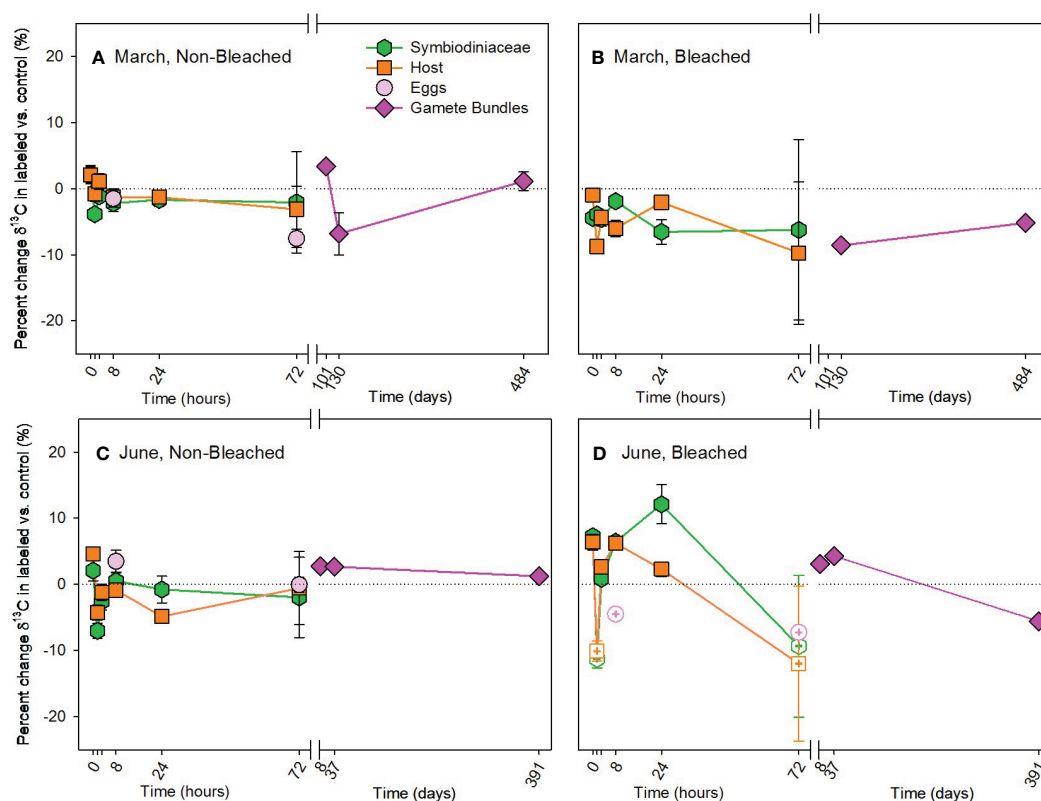 Percent change δ¹³C in labeled vs. control (%)
20
10
0
-10
-20
A March, Non-Bleached
Symbiodiniaceae
Host
Eggs
Gamete Bundles
0
8
24
72
101
130
484
Time (hours)
Time (days)
B March, Bleached
0
8
24
72
101
130
484
Time (hours)
Time (days)
Percent change δ¹³C in labeled vs. control (%)
20
10
0
-10
-20
C June, Non-Bleached
0
8
24
72
8
37
391
Time (hours)
Time (days)
D June, Bleached
0
8
24
72
8
37
391
Time (hours)
Time (days)